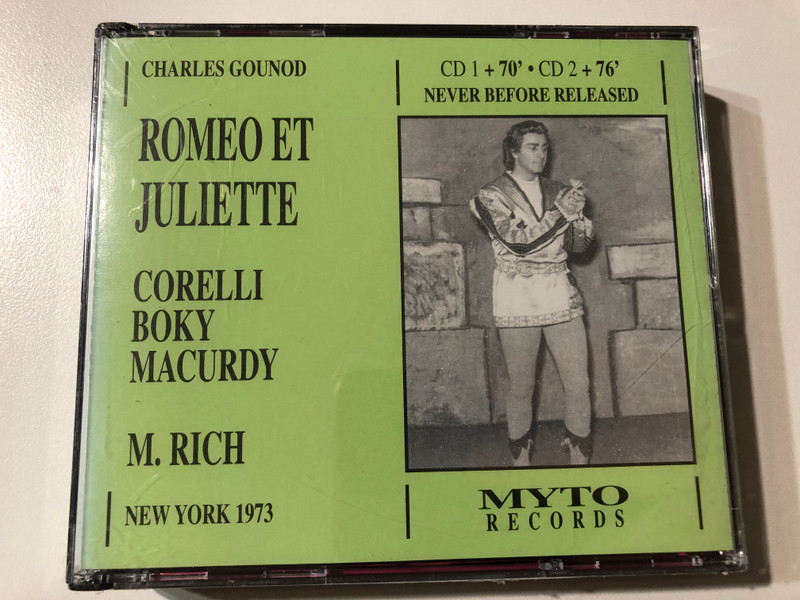 CHARLES GOUNOD
ROMEO ET
JULIETTE
CORELLI
BOKY
MACURDY
M. RICH
NEW YORK 1973
CD 1 + 70' • CD 2 + 76'
NEVER BEFORE RELEASED
MYTO
RECORDS